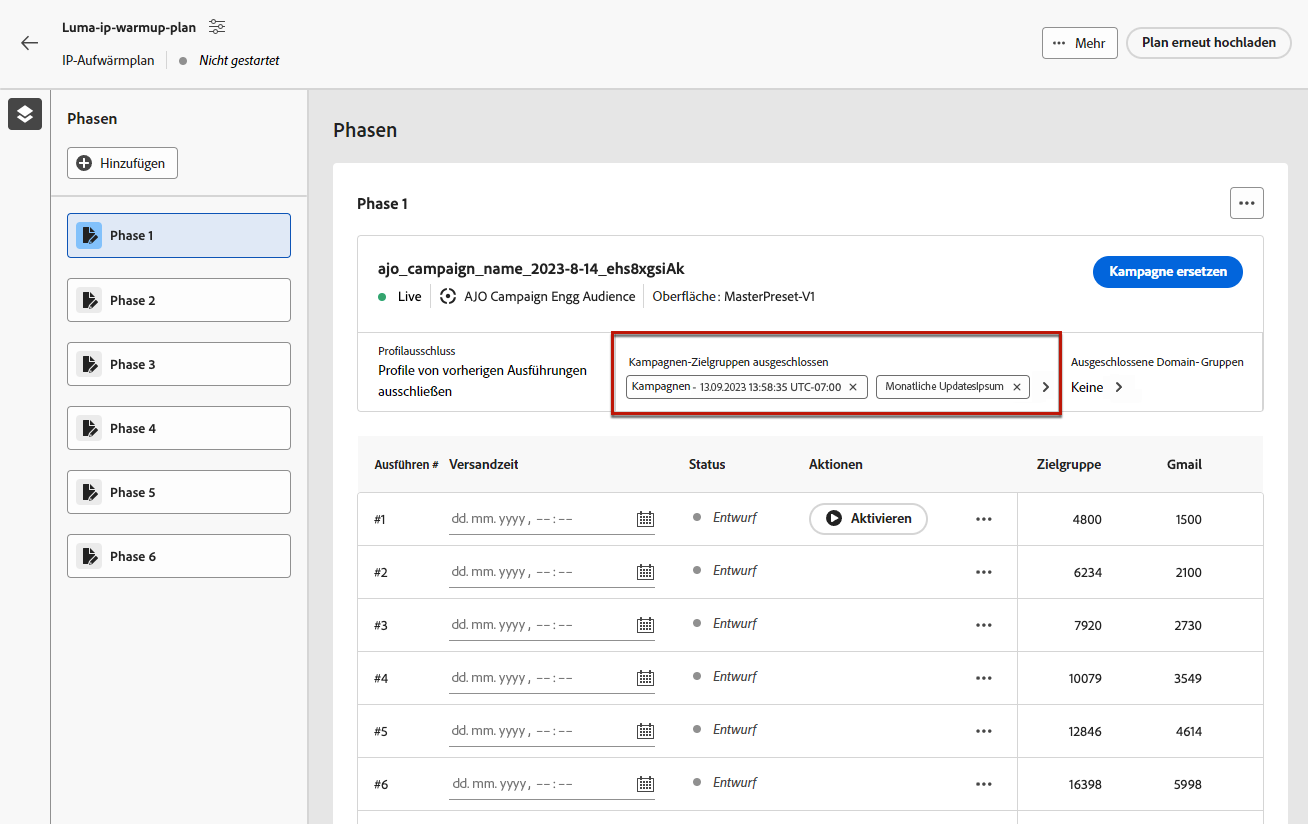 Luma-ip-warmup-plan
IP-Aufwärmplan
Nicht gestartet
Mehr
Plan erneut hochladen
Phasen
Hinzufügen
Phase 1
Phase 2
Phase 3
Phase 4
Phase 5
Phase 6
Phasen
Phase 1
ajo_campaign_name_2023-8-14_ehs8xgsiAk
Live
AJO Campaign Engg Audience
Oberfläche: MasterPreset-V1
Kampagne ersetzen
Profilausschluss
Profile von vorherigen Ausführungen
ausschließen
Kampagnen-Zielgruppen ausgeschlossen
Kampagnen - 13.09.2023 13:58:35 UTC-07:00
Monatliche UpdatesIpsum
Ausgeschlossene Domain-Gruppen
Keine
Ausführen # Versandzeit Status Aktionen Zielgruppe Gmail
#1 dd. mm. yyyy , --:-- Entwurf Aktivieren 4800 1500
#2 dd. mm. yyyy , --:-- Entwurf 6234 2100
#3 dd. mm. yyyy , --:-- Entwurf 7920 2730
#4 dd. mm. yyyy , --:-- Entwurf 10079 3549
#5 dd. mm. yyyy , --:-- Entwurf 12846 4614
#6 dd. mm. yyyy , --:-- Entwurf 16398 5998